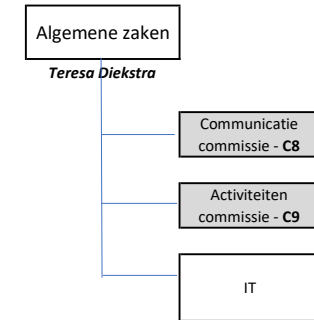 Algemene zaken
Teresa Diekstra
Communicatie
commissie - C8
Activiteiten
commissie - C9
IT